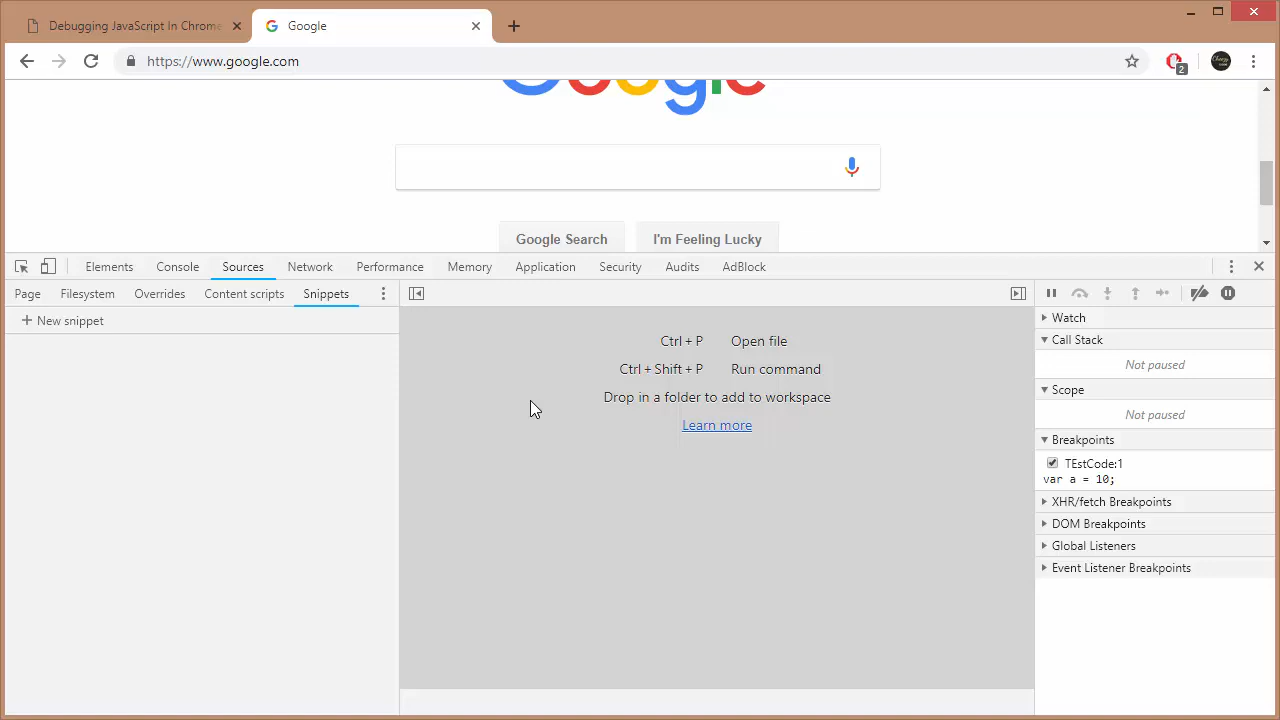 Debugging JavaScript In Chrome
Google
https://www.google.com
2
Google
Google Search
I'm Feeling Lucky
Elements
Console
Sources
Network
Performance
Memory
Application
Security
Audits
AdBlock
Page
Filesystem
Overrides
Content scripts
Snippets
+ New snippet
Ctrl + P Open file
Ctrl + Shift + P Run command
Drop in a folder to add to workspace
Learn more
Watch
Call Stack
Not paused
Scope
Not paused
Breakpoints
TEstCode:1
var a = 10;
XHR/fetch Breakpoints
DOM Breakpoints
Global Listeners
Event Listener Breakpoints